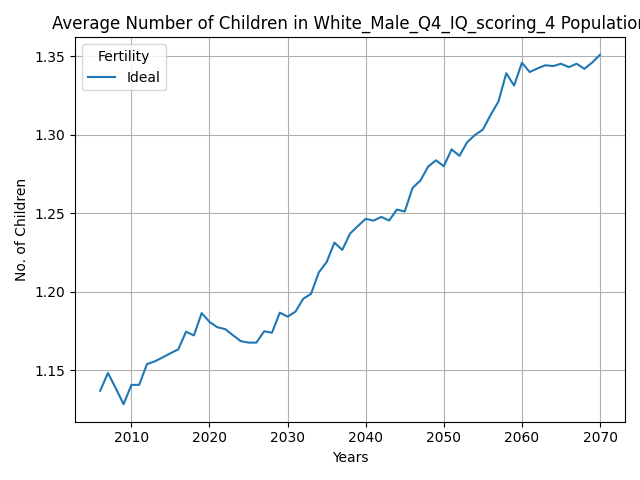 Average Number of Children in White_Male_Q4_IQ_scoring_4 Population
Fertility
Ideal
1.35
1.30
1.25
1.20
1.15
No. of Children
2010 2020 2030 2040 2050 2060 2070
Years